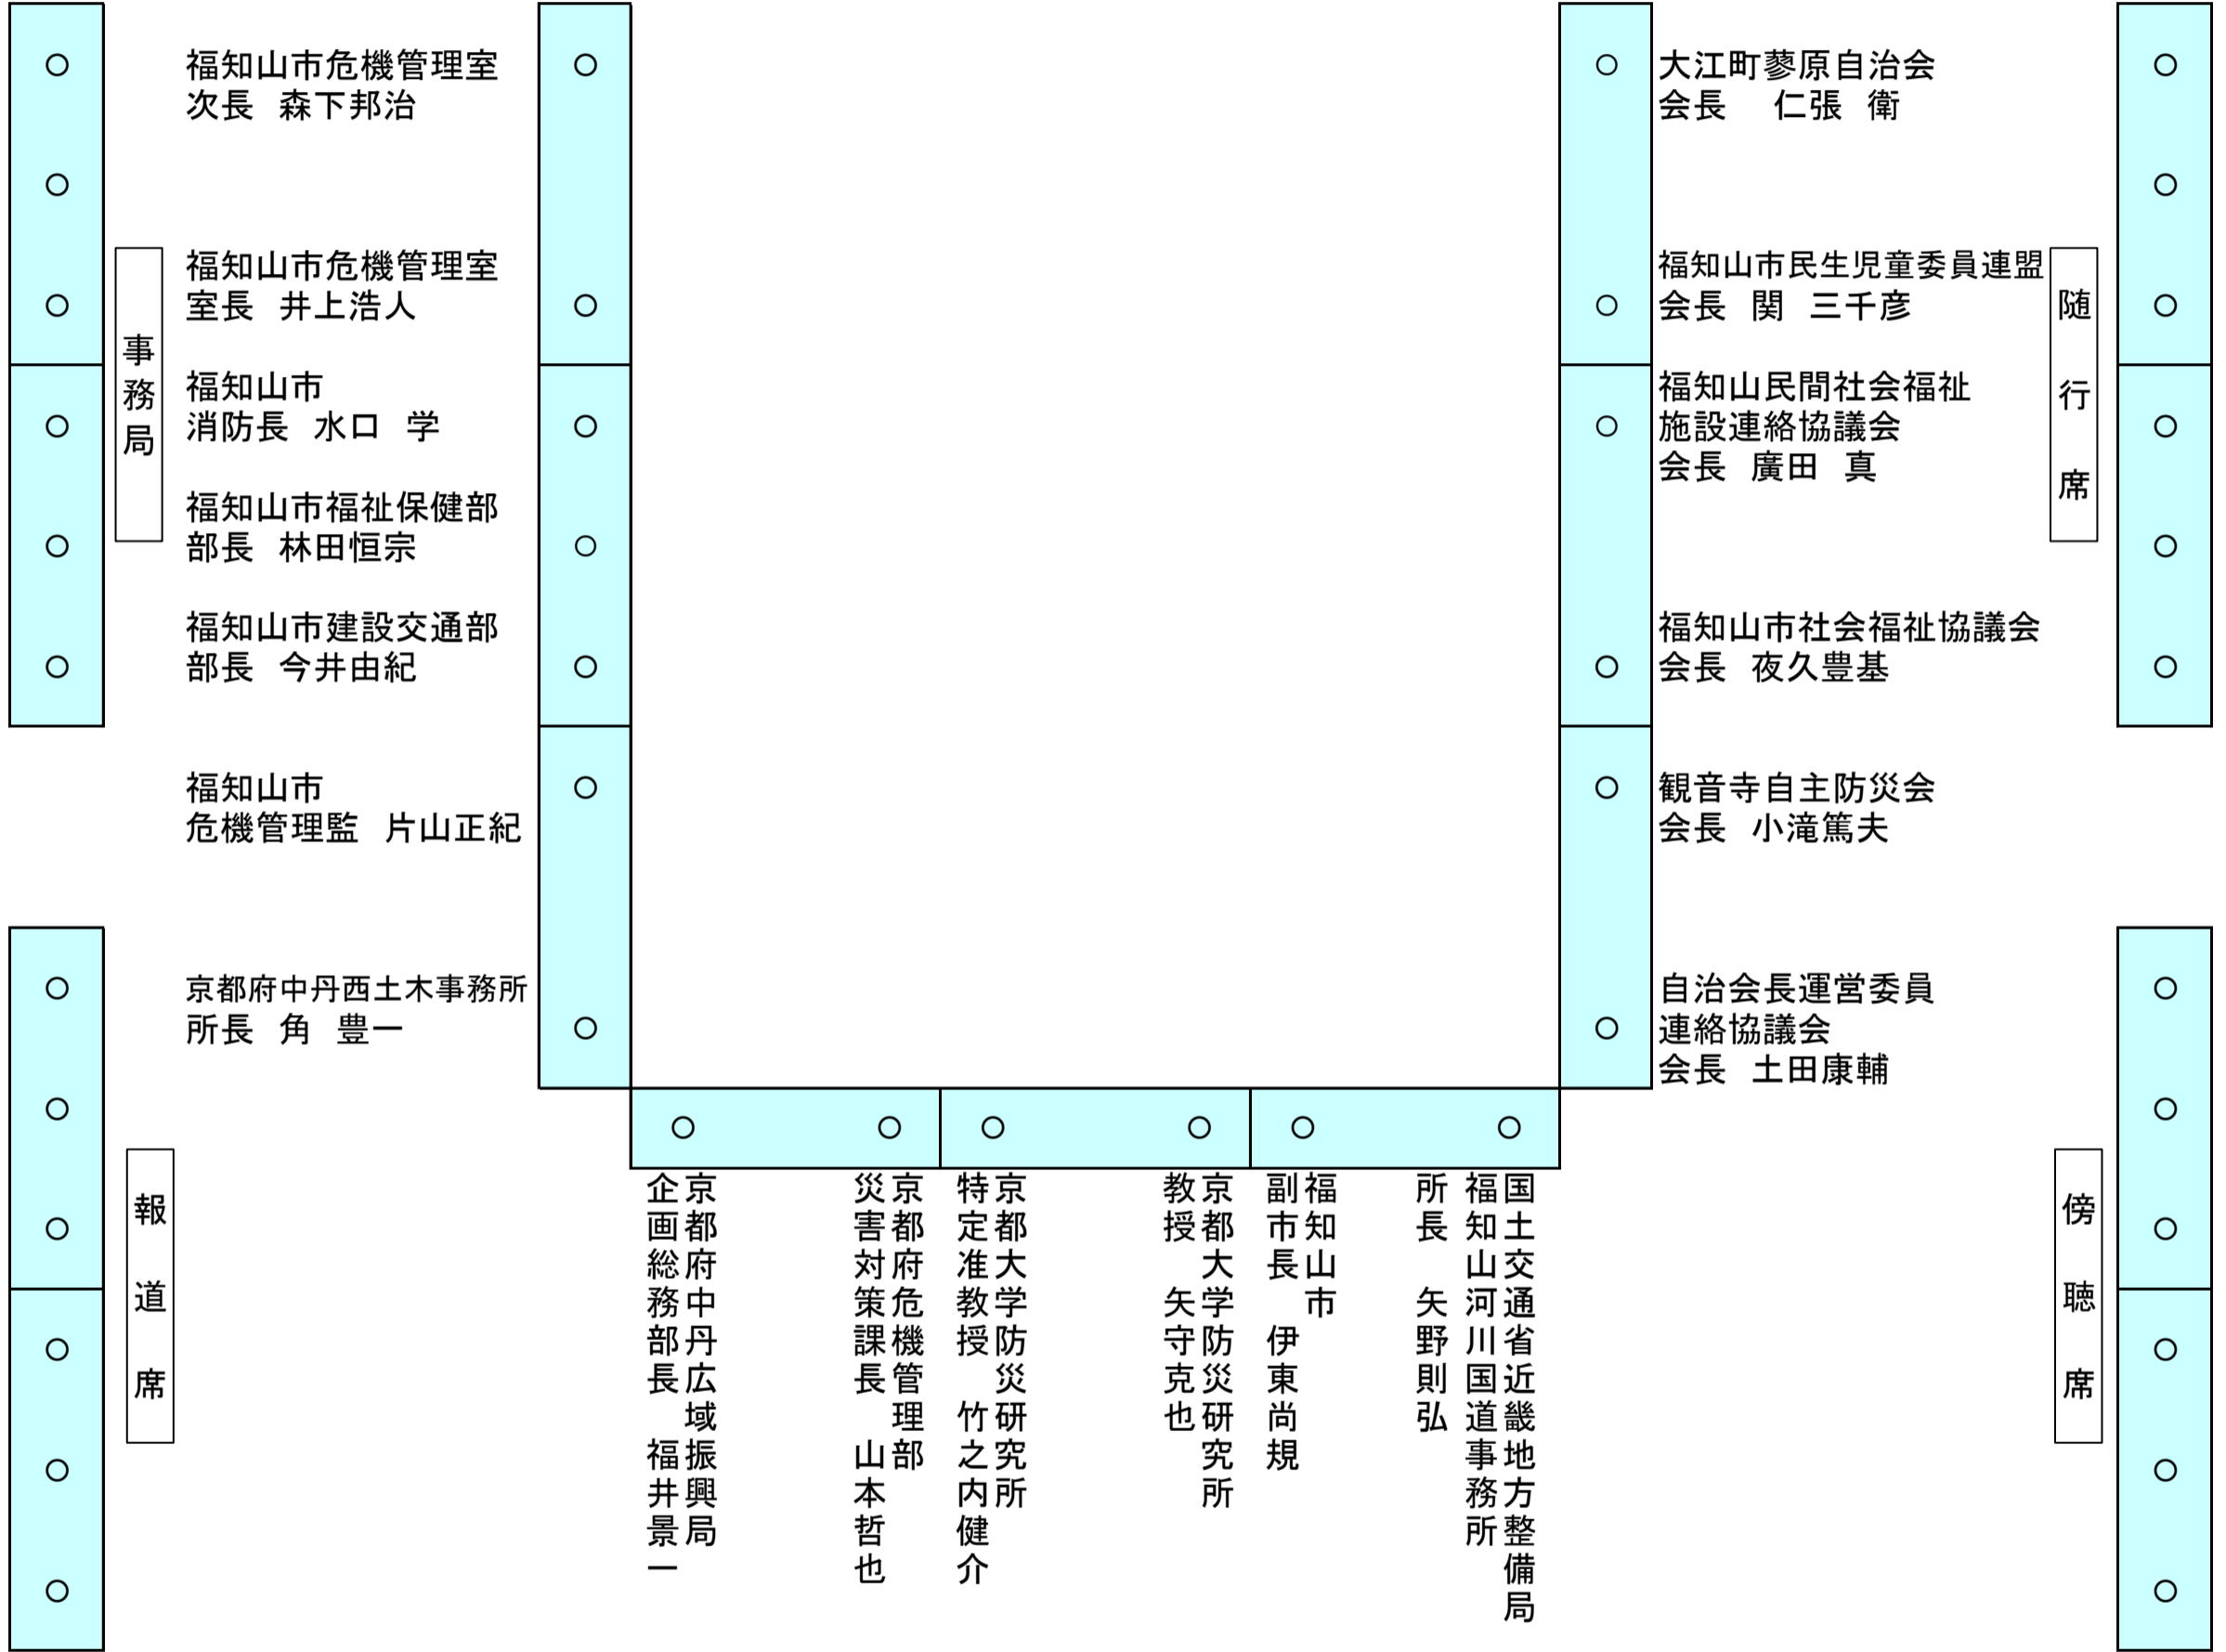 事務局
福知山市危機管理室
次長　森下邦治
福知山市危機管理室
室長　井上浩人
福知山市
消防長　水口　学
福知山市福祉保健部
部長　林田恒宗
福知山市建設交通部
部長　今井由紀
福知山市
危機管理監　片山正紀
京都府中丹西土木事務所
所長　角　豊一
大江町蓼原自治会
会長　仁張　衛
福知山市民生児童委員連盟
会長　関　三千彦
福知山民間社会福祉
施設連絡協議会
会長　廣田　真
福知山市社会福祉協議会
会長　夜久豊基
観音寺自主防災会
会長　小滝篤夫
自治会長運営委員
連絡協議会
会長　土田康輔
随行席
報道席
京都府中丹広域振興局
企画総務部長　福井景一
京都府危機管理部
災害対策課長　山本哲也
京都大学防災研究所
特定准教授　竹之内健介
京都大学防災研究所
教授　矢守克也
福知山市
副市長　伊東尚規
国土交通省近畿地方整備局
福知山河川国道事務所
所長　矢野則弘
傍聴席